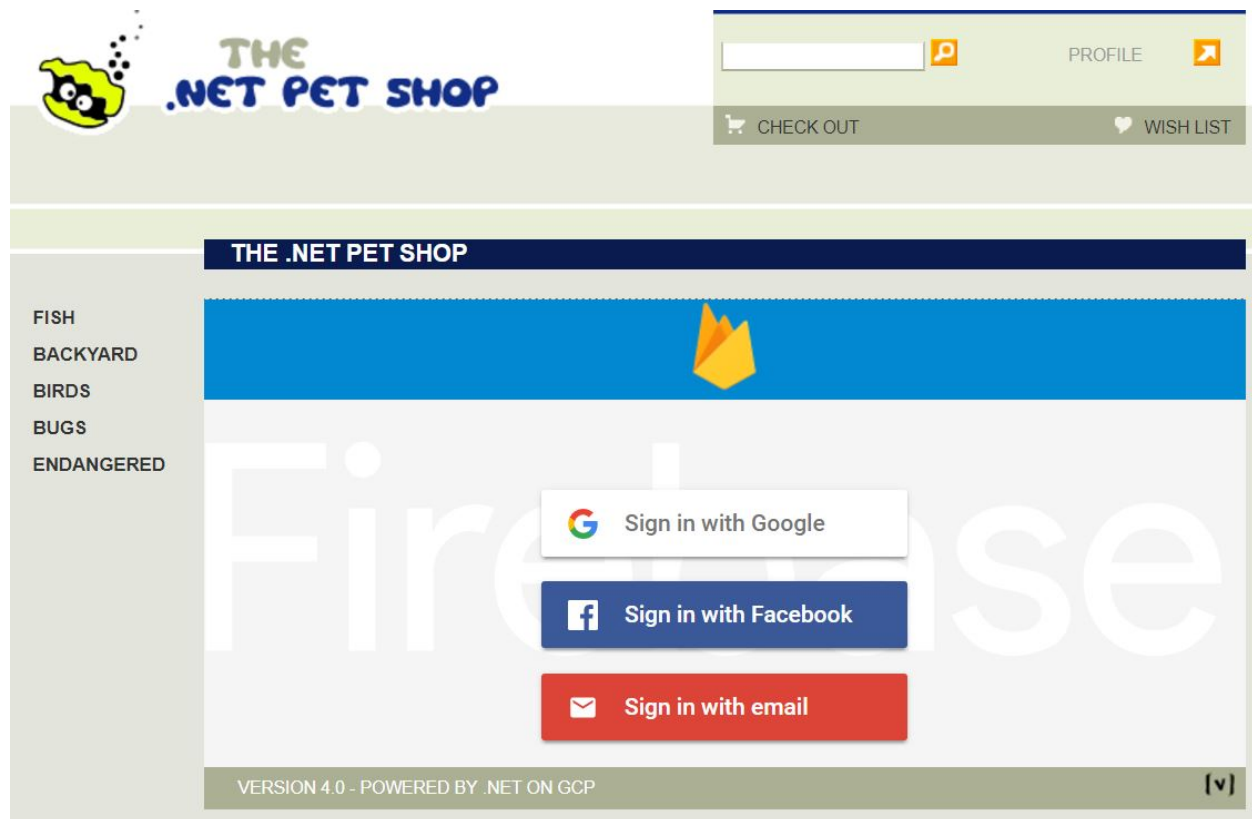 THE
.NET PET SHOP
PROFILE
CHECK OUT
WISH LIST
THE .NET PET SHOP
FISH
BACKYARD
BIRDS
BUGS
ENDANGERED
Firebase
Sign in with Google
Sign in with Facebook
Sign in with email
VERSION 4.0 - POWERED BY .NET ON GCP
[v]